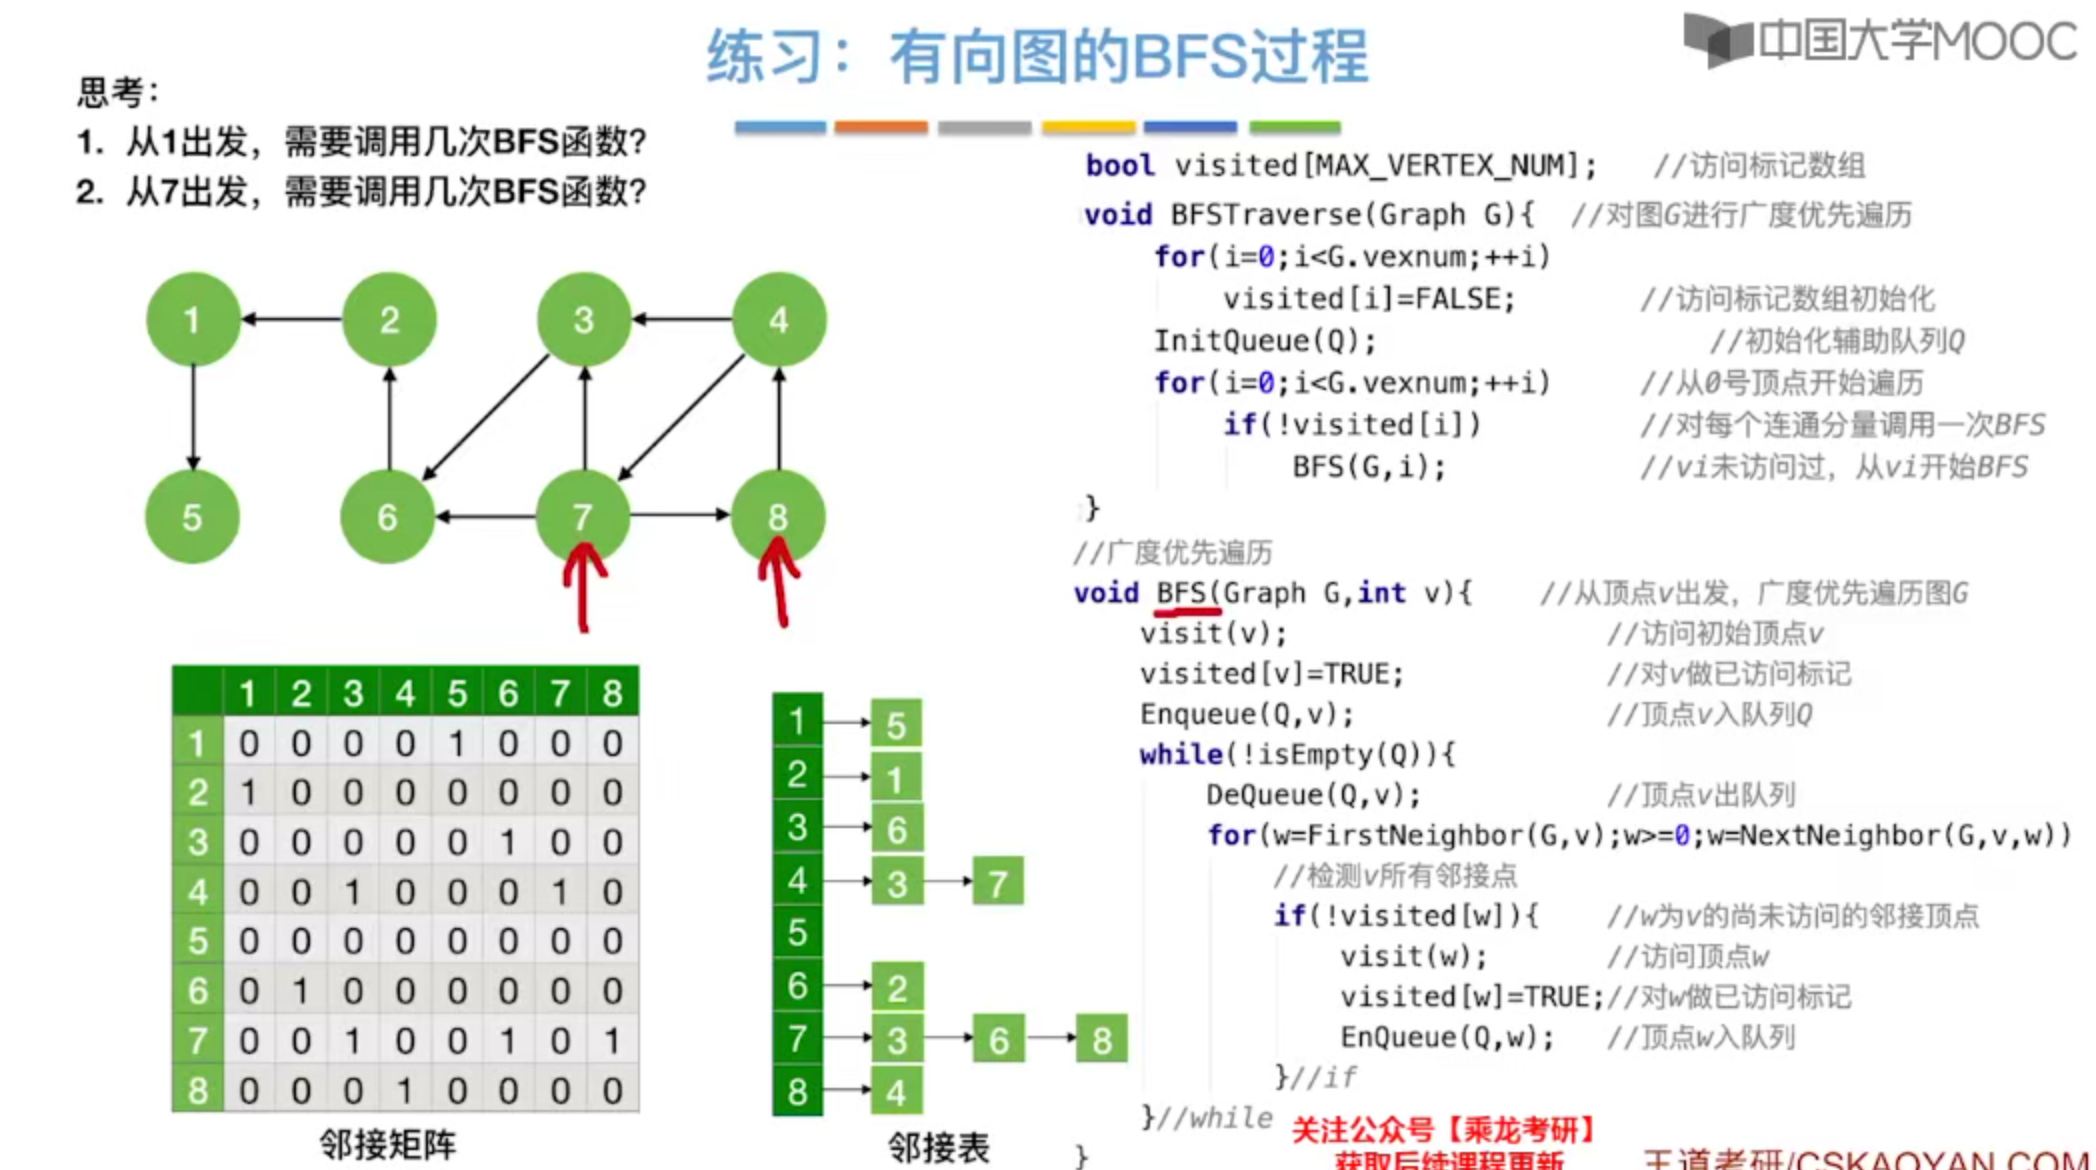 练习：有向图的BFS过程
中国大学MOOC
思考：
1. 从1出发，需要调用几次BFS函数？
2. 从7出发，需要调用几次BFS函数？
1
2
3
4
5
6
7
8
1 2 3 4 5 6 7 8
1 0 0 0 0 1 0 0 0
2 1 0 0 0 0 0 0 0
3 0 0 0 0 0 1 0 0
4 0 0 1 0 0 0 1 0
5 0 0 0 0 0 0 0 0
6 0 1 0 0 0 0 0 0
7 0 0 1 0 0 1 0 1
8 0 0 0 1 0 0 0 0
邻接矩阵
1 5
2 1
3 6
4 3 7
5
6 2
7 3 6 8
8 4
邻接表
bool visited[MAX_VERTEX_NUM]; //访问标记数组
void BFSTraverse(Graph G){ //对图G进行广度优先遍历
for(i=0;i<G.vexnum;++i)
visited[i]=FALSE; //访问标记数组初始化
InitQueue(Q); //初始化辅助队列Q
for(i=0;i<G.vexnum;++i) //从0号顶点开始遍历
if(!visited[i]) //对每个连通分量调用一次BFS
BFS(G,i); //vi未访问过，从vi开始BFS
}
//广度优先遍历
void BFS(Graph G,int v){ //从顶点v出发，广度优先遍历图G
visit(v); //访问初始顶点v
visited[v]=TRUE; //对v做已访问标记
Enqueue(Q,v); //顶点v入队列Q
while(!isEmpty(Q)){
DeQueue(Q,v); //顶点v出队列
for(w=FirstNeighbor(G,v);w>=0;w=NextNeighbor(G,v,w))
//检测v所有邻接点
if(!visited[w]){ //w为v的尚未访问的邻接顶点
visit(w); //访问顶点w
visited[w]=TRUE;//对w做已访问标记
EnQueue(Q,w); //顶点w入队列
}//if
}//while
}
关注公众号【乘龙考研】
获取后续课程更新
王道考研/CSKAOYAN.COM